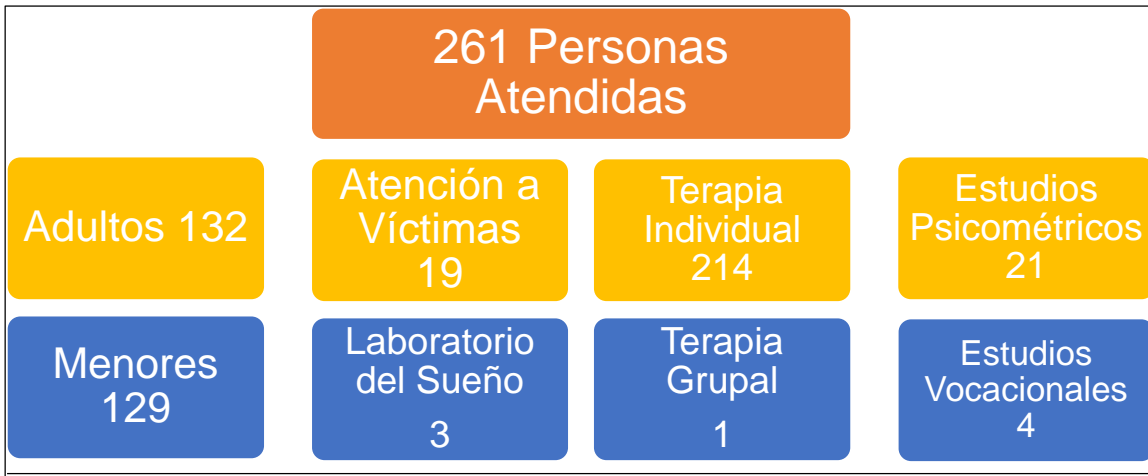 261 Personas
Atendidas
Adultos 132
Atención a
Víctimas
19
Terapia
Individual
214
Estudios
Psicométricos
21
Menores
129
Laboratorio
del Sueño
3
Terapia
Grupal
1
Estudios
Vocacionales
4